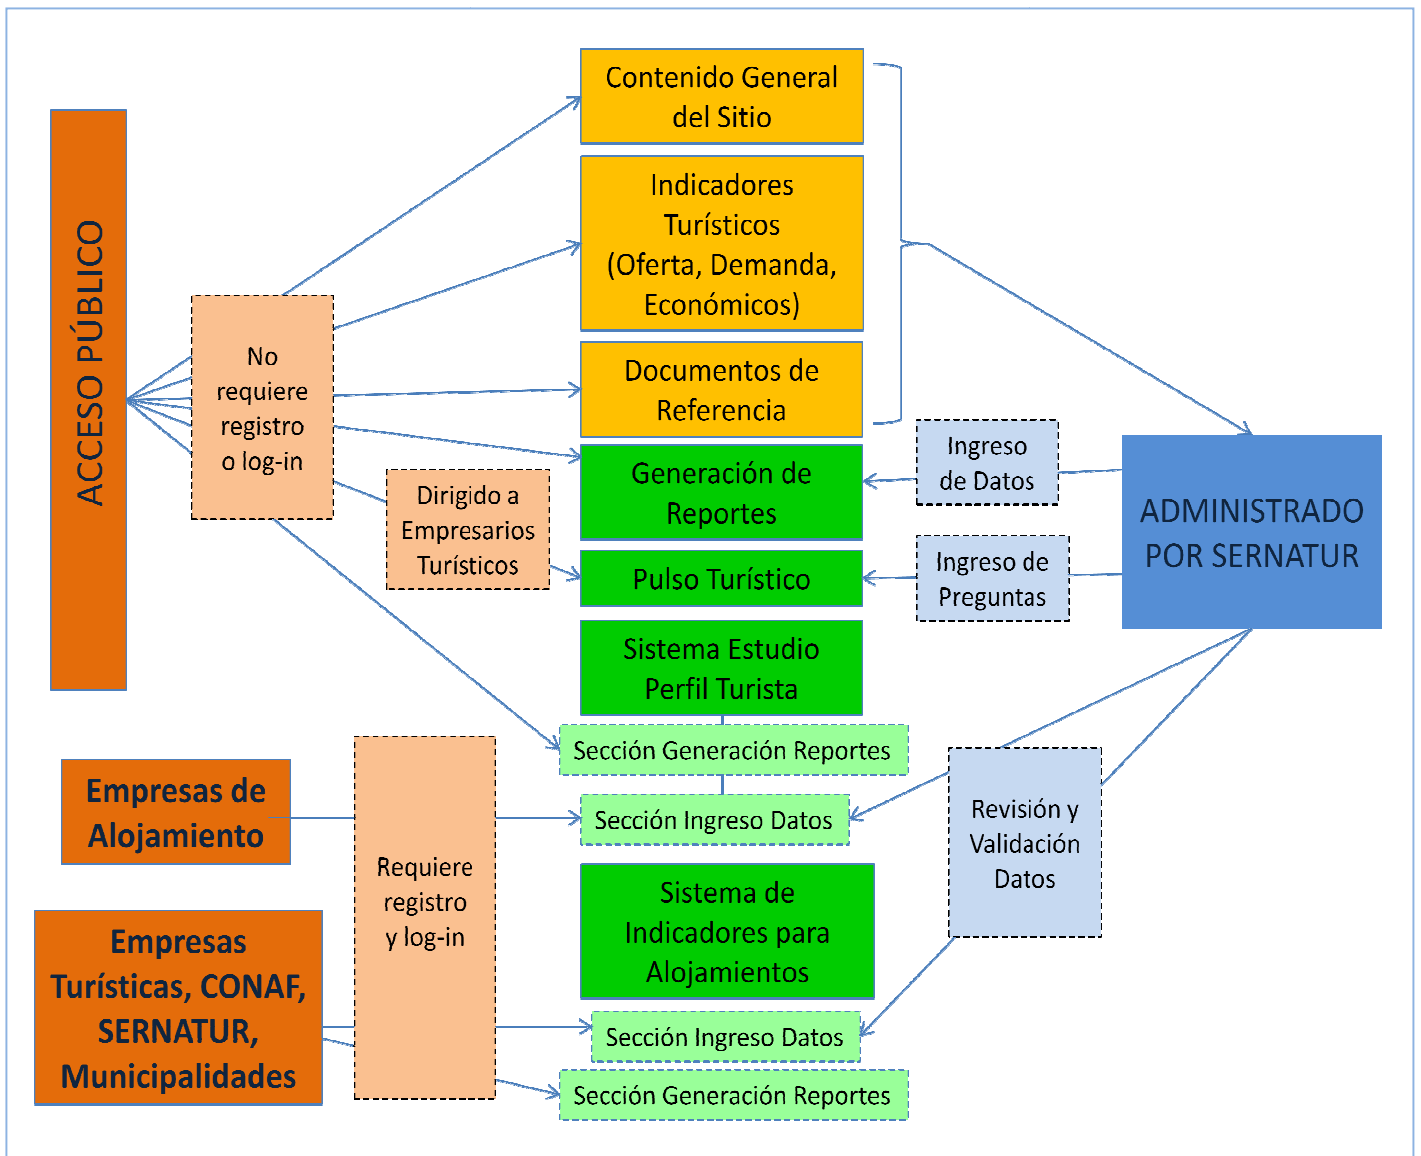 ACCESO PÚBLICO
No
requiere
registro
o log-in
Dirigido a
Empresarios
Turísticos
Contenido General
del Sitio
Indicadores
Turísticos
(Oferta, Demanda,
Económicos)
Documentos de
Referencia
Generación de
Reportes
Pulso Turístico
Sistema Estudio
Perfil Turista
Sección Generación Reportes
Sección Ingreso Datos
Sistema de
Indicadores para
Alojamientos
Sección Ingreso Datos
Sección Generación Reportes
Ingreso
de Datos
Ingreso de
Preguntas
ADMINISTRADO
POR SERNATUR
Revisión y
Validación
Datos
Empresas de
Alojamiento
Requiere
registro
y log-in
Empresas
Turísticas, CONAF,
SERNATUR,
Municipalidades